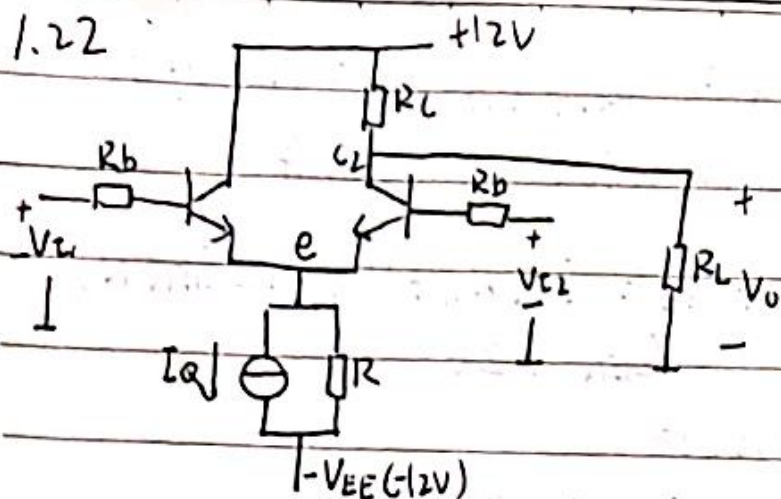 1.22
+12V
Rc
c2
Rb
Rb
+
Vi1
-
e
+
Vi2
-
+
RL Vo
-
IQ
R
-VEE(-12V)